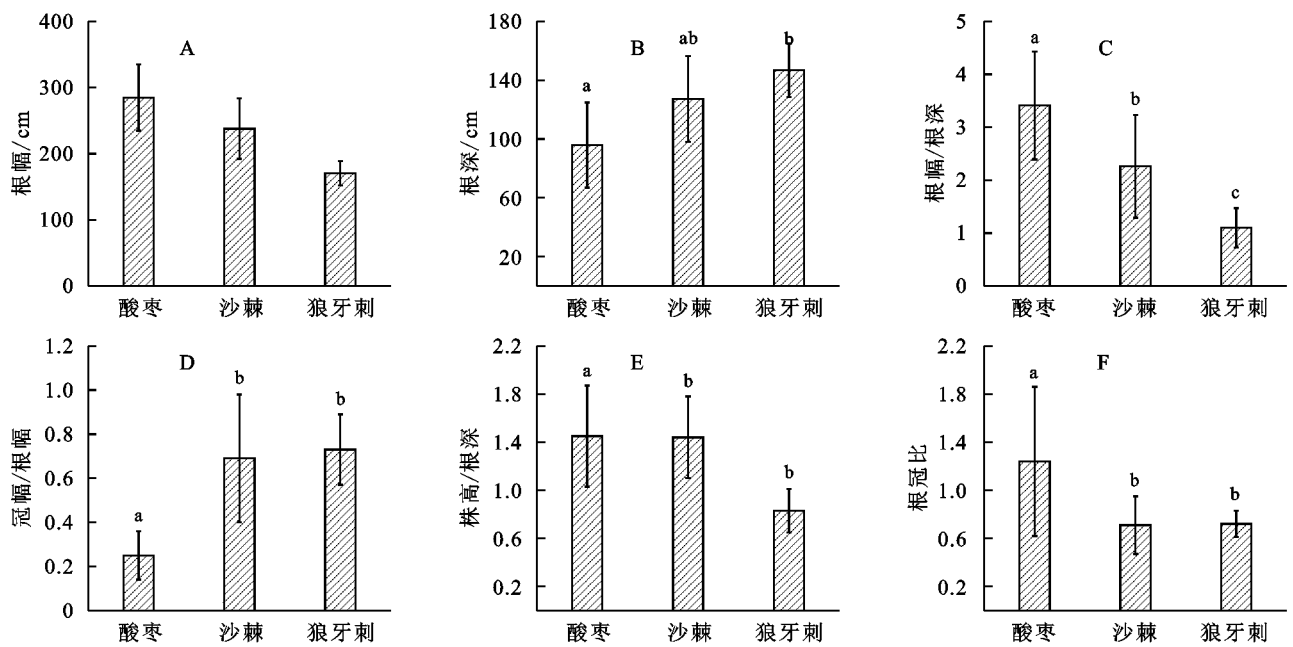 A
根幅/cm
400
300
200
100
0
酸枣 沙棘 狼牙刺
B
根深/cm
180
140
100
60
20
a ab b
酸枣 沙棘 狼牙刺
C
根幅/根深
5
4
3
2
1
0
a b c
酸枣 沙棘 狼牙刺
D
冠幅/根幅
1.2
1.0
0.8
0.6
0.4
0.2
0
a b b
酸枣 沙棘 狼牙刺
E
株高/根深
2.2
1.8
1.4
1.0
0.6
0.2
a b b
酸枣 沙棘 狼牙刺
F
根冠比
2.2
1.8
1.4
1.0
0.6
0.2
a b b
酸枣 沙棘 狼牙刺